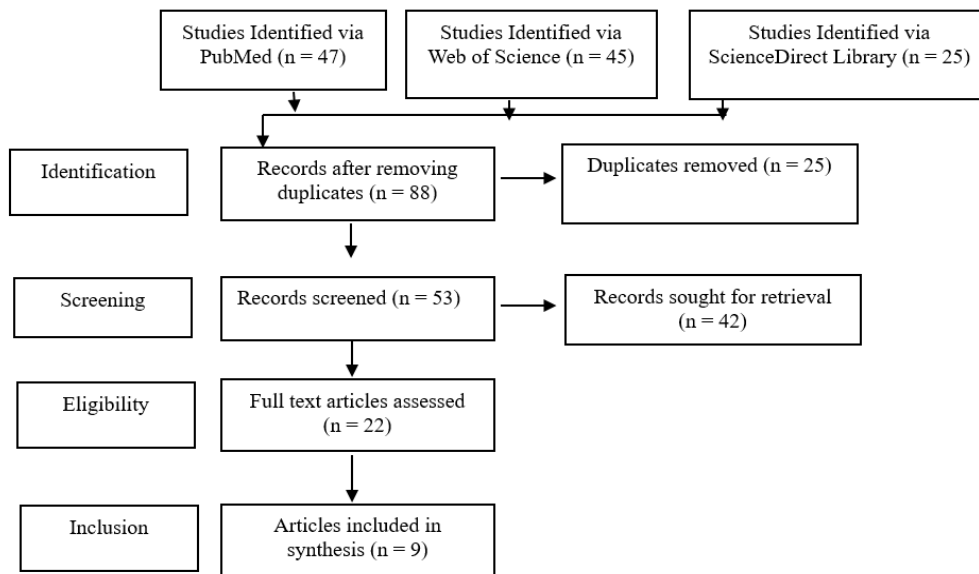 Studies Identified via
PubMed (n = 47)
Studies Identified via
Web of Science (n = 45)
Studies Identified via
ScienceDirect Library (n = 25)
Identification
Records after removing
duplicates (n = 88)
Duplicates removed (n = 25)
Screening
Records screened (n = 53)
Records sought for retrieval
(n = 42)
Eligibility
Full text articles assessed
(n = 22)
Inclusion
Articles included in
synthesis (n = 9)